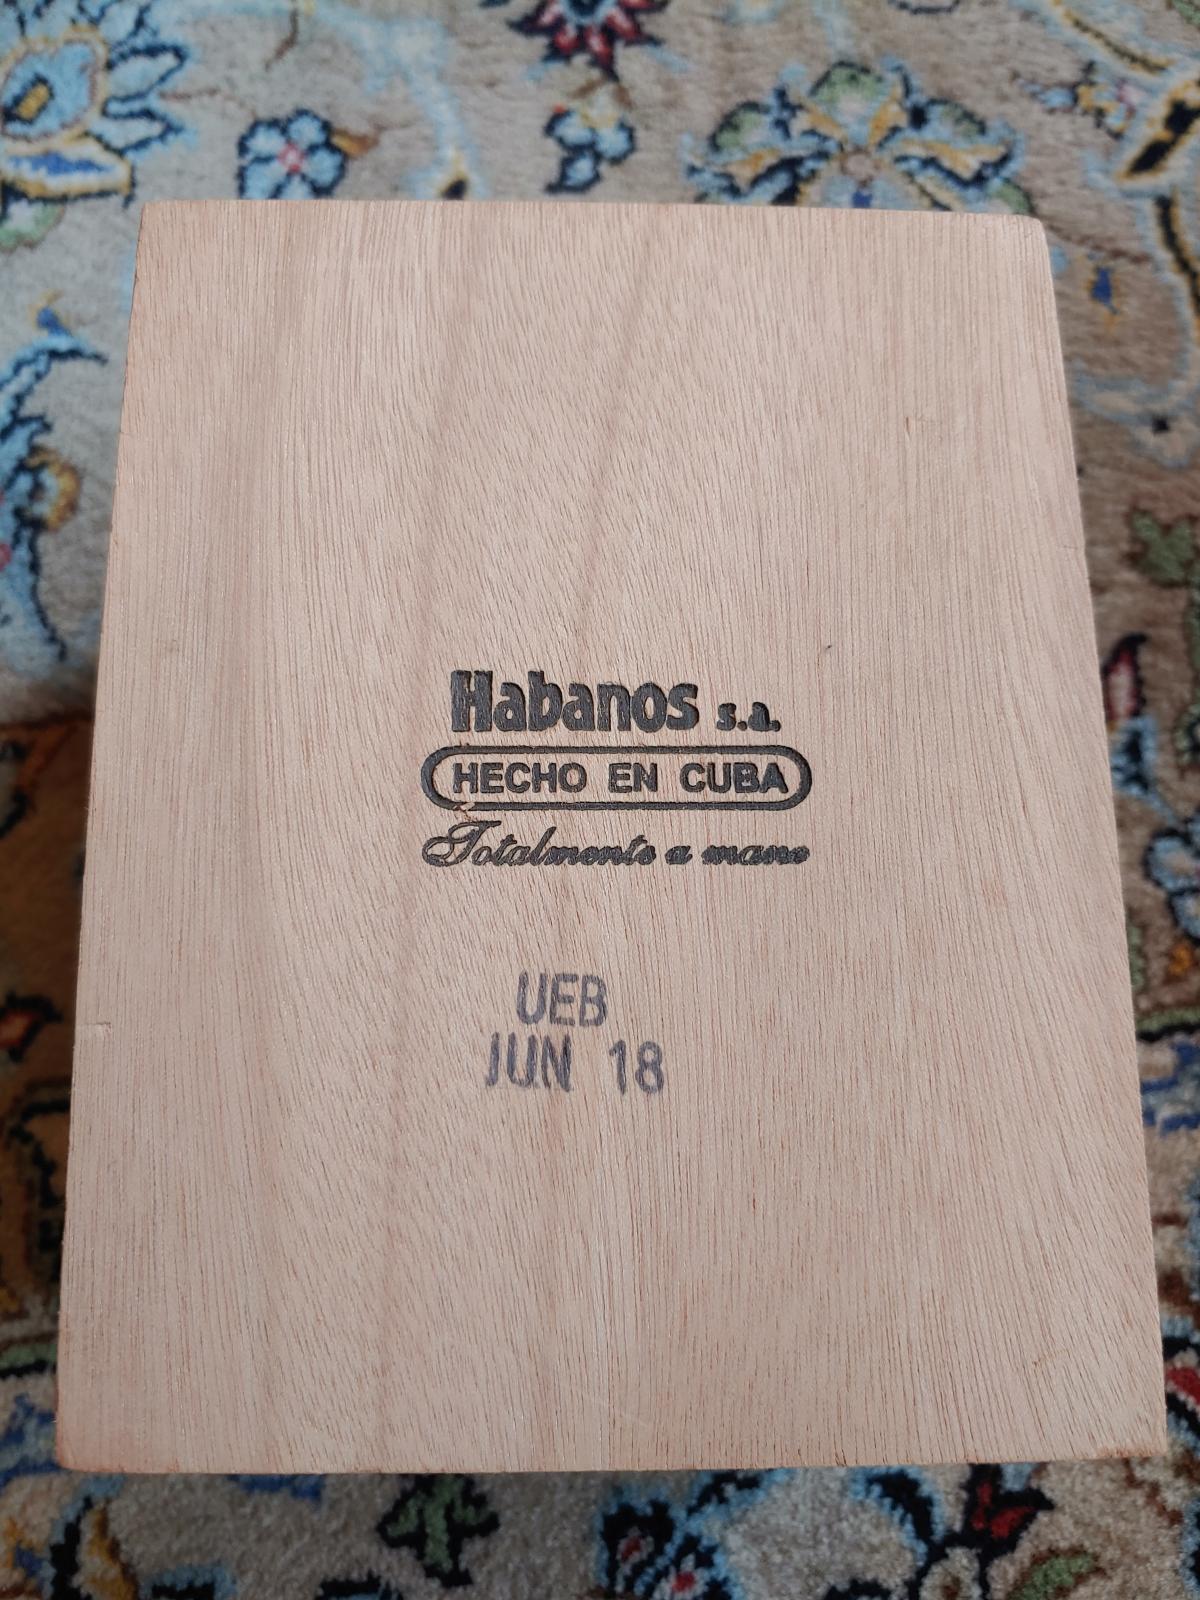 Habanos s.a.
HECHO EN CUBA
Totalmente a mano
UEB
JUN 18